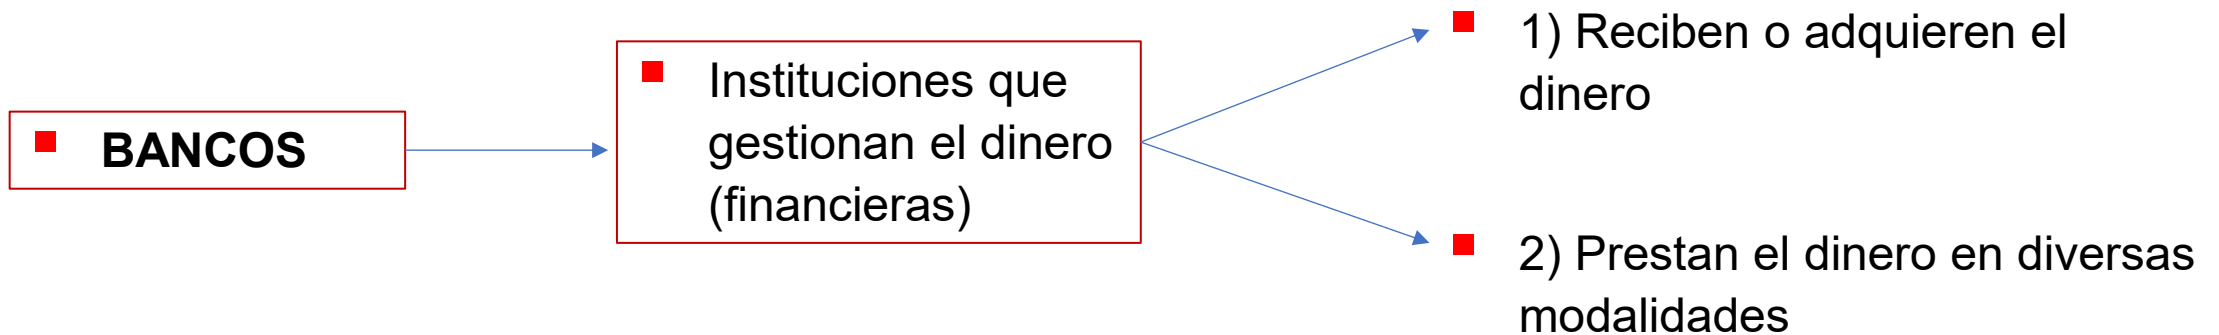 BANCOS
Instituciones que
gestionan el dinero
(financieras)
1) Reciben o adquieren el
dinero
2) Prestan el dinero en diversas
modalidades